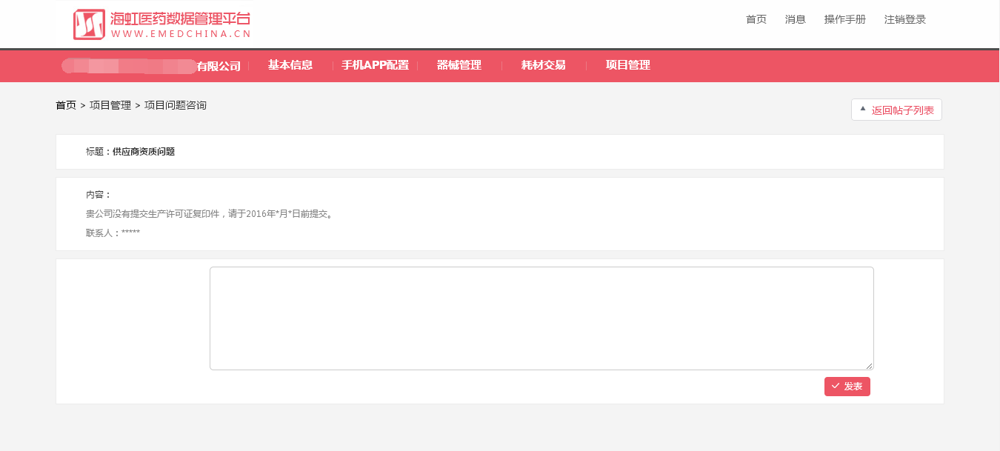 海虹医药数据管理平台
WWW.EMEDCHINA.CN
首页 消息 操作手册 注销登录
有限公司 基本信息 手机APP配置 器械管理 耗材交易 项目管理
首页 > 项目管理 > 项目问题咨询
返回帖子列表
标题：供应商资质问题
内容：
贵公司没有提交生产许可证复印件，请于2016年*月*日前提交。
联系人：*****
发表